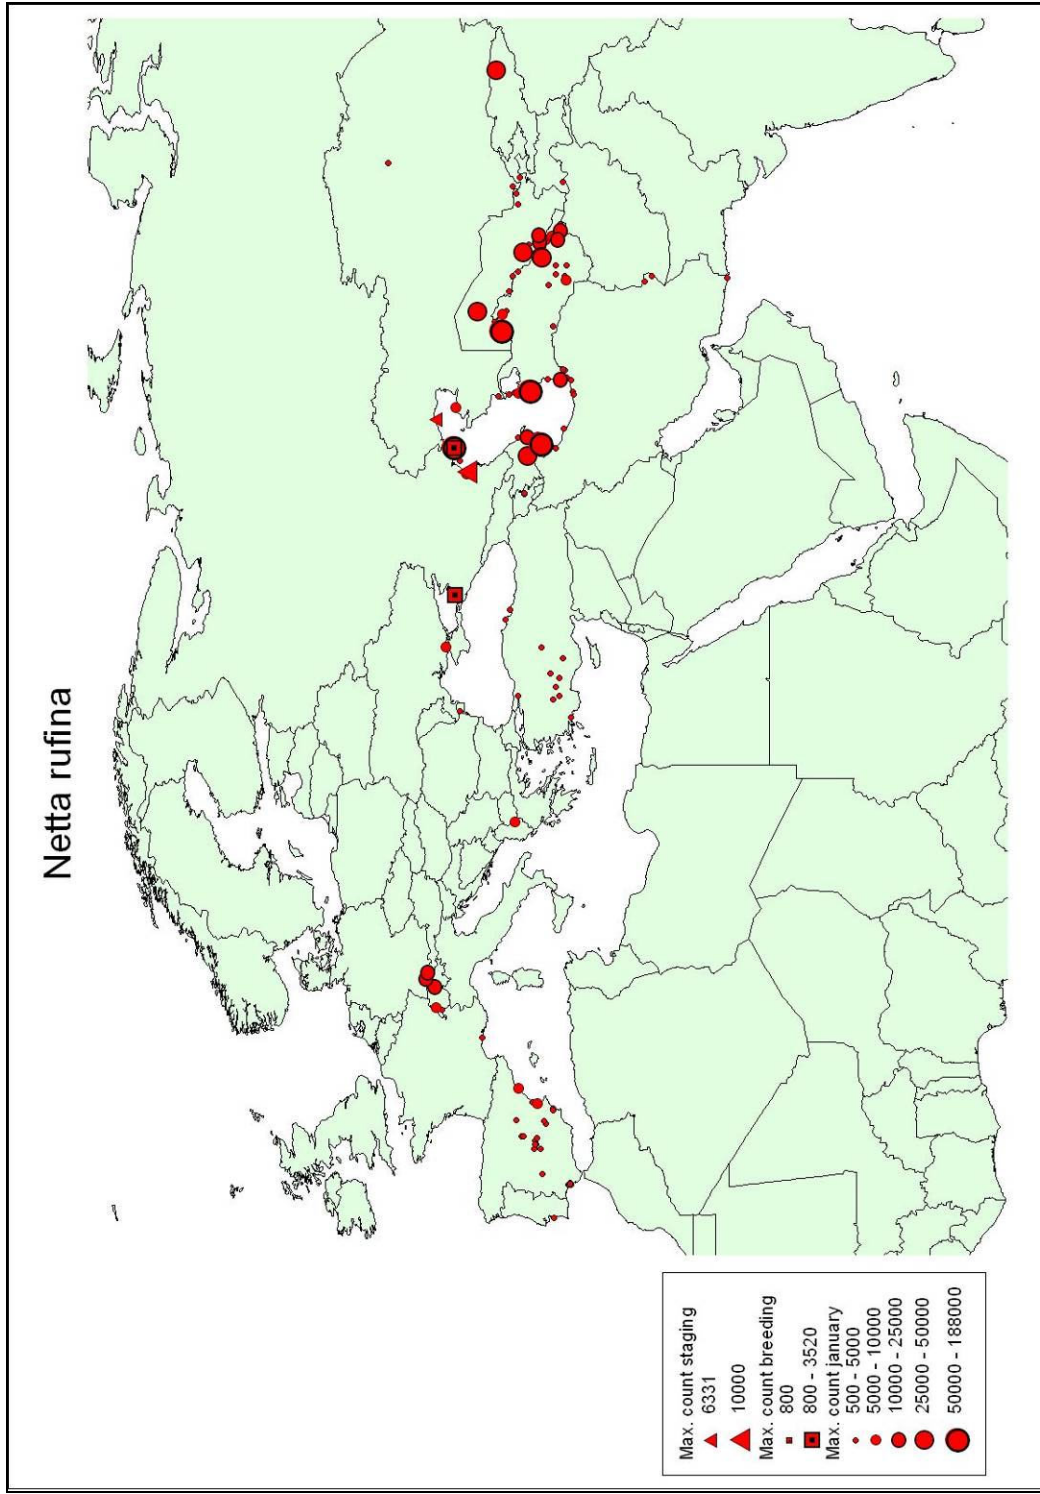 Netta rufina
Max. count staging
6331
10000
Max. count breeding
800
800 - 3520
Max. count january
500 - 5000
5000 - 10000
10000 - 25000
25000 - 50000
50000 - 188000